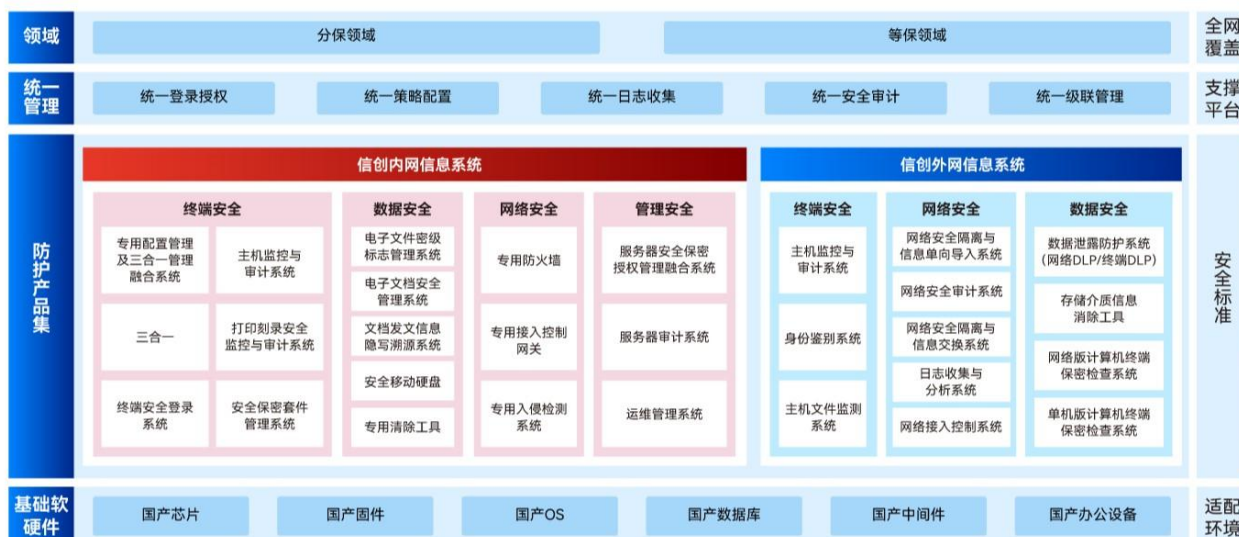 领域
分保领域
等保领域
全网
覆盖
统一
管理
统一登录授权
统一策略配置
统一日志收集
统一安全审计
统一级联管理
支撑
平台
防护产品集
信创内网信息系统
终端安全
专用配置管理
及三合一管理
融合系统
主机监控与
审计系统
三合一
打印刻录安全
监控与审计系统
终端安全登录
系统
安全保密套件
管理系统
数据安全
电子文件密级
标志管理系统
电子文档安全
管理系统
文档发文信息
隐写溯源系统
安全移动硬盘
专用清除工具
网络安全
专用防火墙
专用接入控制
网关
专用入侵检测
系统
管理安全
服务器安全保密
授权管理融合系统
服务器审计系统
运维管理系统
信创外网信息系统
终端安全
主机监控与
审计系统
身份鉴别系统
主机文件监测
系统
网络安全
网络安全隔离与
信息单向导入系统
网络安全审计系统
网络安全隔离与
信息交换系统
日志收集与
分析系统
网络接入控制系统
数据安全
数据泄露防护系统
（网络DLP/终端DLP）
存储介质信息
消除工具
网络版计算机终端
保密检查系统
单机版计算机终端
保密检查系统
安全标准
基础软
硬件
国产芯片
国产固件
国产OS
国产数据库
国产中间件
国产办公设备
适配
环境